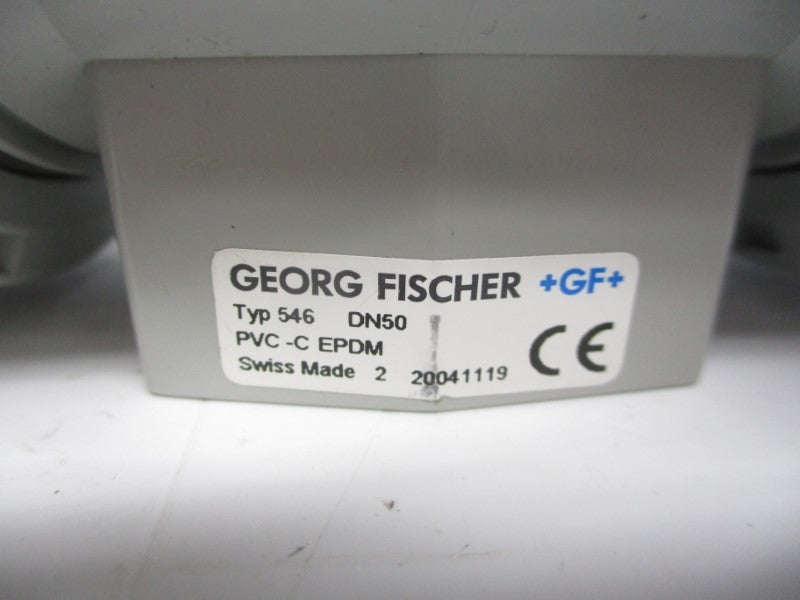 GEORG FISCHER +GF+
Typ 546 DN50
PVC -C EPDM
Swiss Made 2 20041119
CE